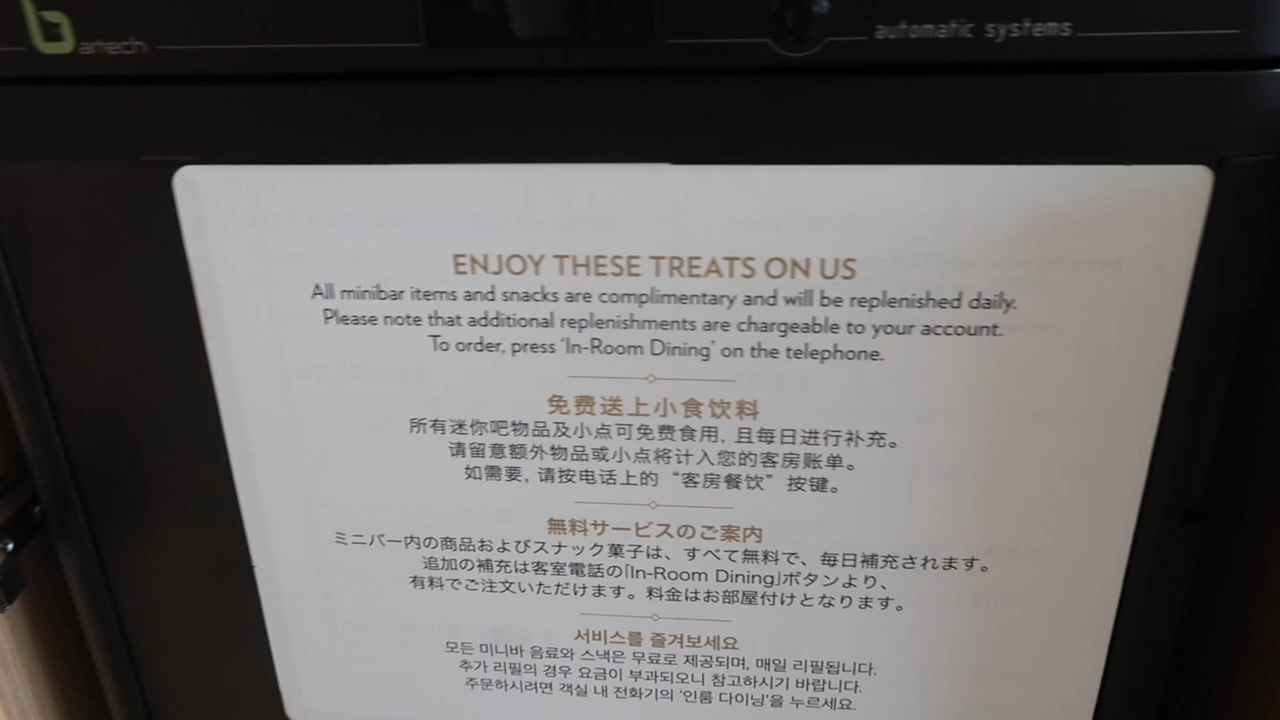 bartech
automatic systems
ENJOY THESE TREATS ON US
All minibar items and snacks are complimentary and will be replenished daily.
Please note that additional replenishments are chargeable to your account.
To order, press ‘In-Room Dining’ on the telephone.
免费送上小食饮料
所有迷你吧物品及小点可免费食用, 且每日进行补充。
请留意额外物品或小点将计入您的客房账单。
如需要, 请按电话上的 “客房餐饮” 按键。
無料サービスのご案内
ミニバー内の商品およびスナック菓子は、すべて無料で、毎日補充されます。
追加の補充は客室電話の「In-Room Dining」ボタンより、
有料でご注文いただけます。料金はお部屋付けとなります。
서비스를 즐겨보세요
모든 미니바 음료와 스낵은 무료로 제공되며, 매일 리필됩니다.
추가 리필의 경우 요금이 부과되오니 참고하시기 바랍니다.
주문하시려면 객실 내 전화기의 ‘인룸 다이닝’을 누르세요.